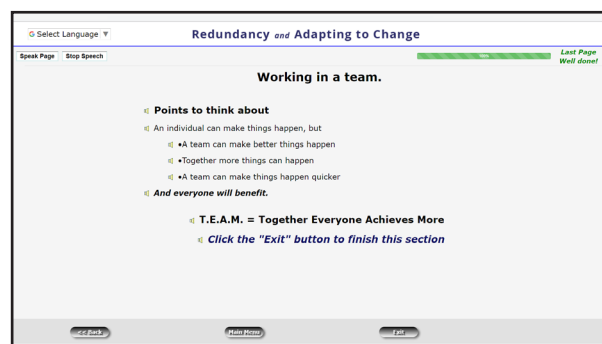 Select Language ▼
Redundancy and Adapting to Change
Speak Page
Stop Speech
Last Page
Well done!
Working in a team.
Points to think about
An individual can make things happen, but
•A team can make better things happen
•Together more things can happen
•A team can make things happen quicker
And everyone will benefit.
T.E.A.M. = Together Everyone Achieves More
Click the "Exit" button to finish this section
<< Back
Main Menu
Exit